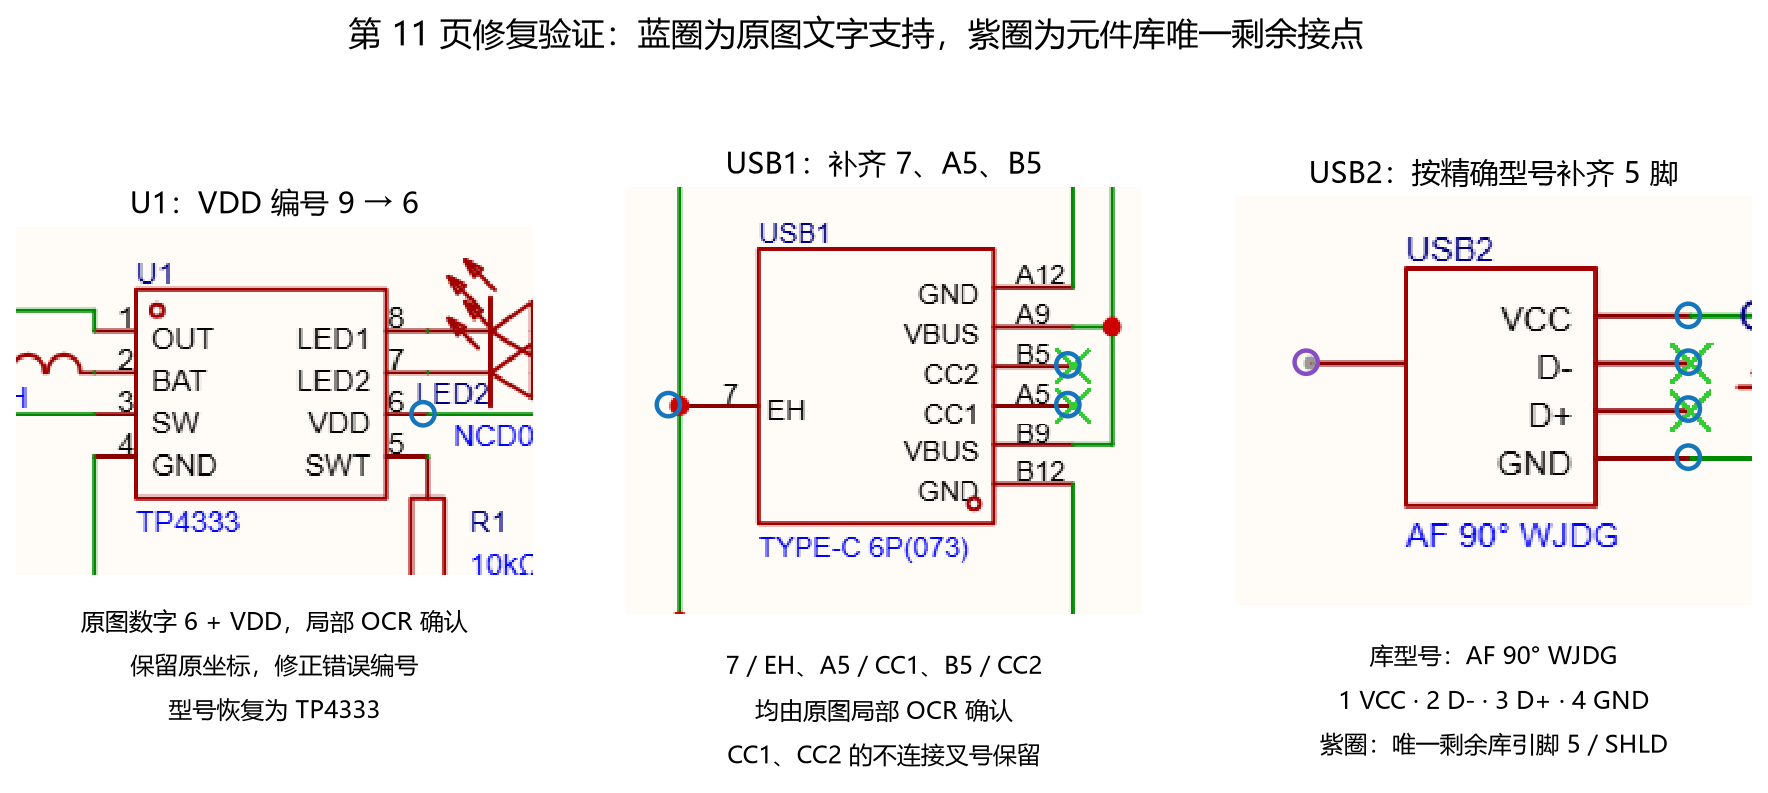 第 11 页修复验证：蓝圈为原图文字支持，紫圈为元件库唯一剩余接点
U1：VDD 编号 9 → 6
U1
1
OUT
2
BAT
3
SW
4
GND
LED1
8
LED2
7
VDD
6
SWT
5
LED2
NCD0
H
TP4333
R1
10kΩ
原图数字 6 + VDD，局部 OCR 确认
保留原坐标，修正错误编号
型号恢复为 TP4333
USB1：补齐 7、A5、B5
USB1
7
EH
GND
A12
VBUS
A9
CC2
B5
CC1
A5
VBUS
B9
GND
B12
TYPE-C 6P(073)
7 / EH、A5 / CC1、B5 / CC2
均由原图局部 OCR 确认
CC1、CC2 的不连接叉号保留
USB2：按精确型号补齐 5 脚
USB2
VCC
D-
D+
GND
AF 90° WJDG
库型号：AF 90° WJDG
1 VCC · 2 D- · 3 D+ · 4 GND
紫圈：唯一剩余库引脚 5 / SHLD